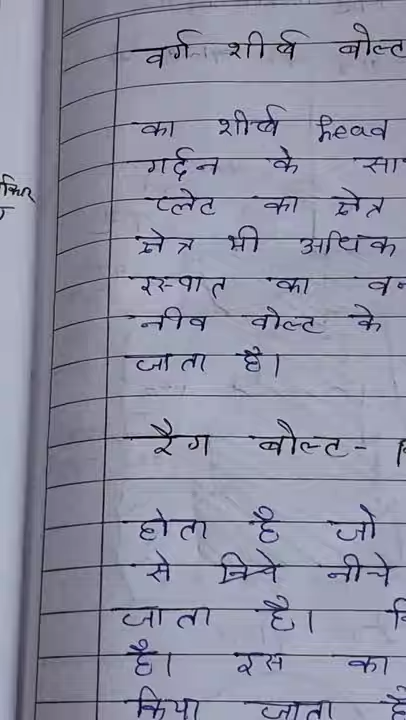 वर्ग शीर्ष बोल्ट
का शीर्ष head
गर्दन के सा
प्लेट का क्षेत्र
क्षेत्र भी अधिक
इस्पात का
नीव वोल्ट के
जाता है।
रैग बोल्ट-
होता है जो
से नीचे
जाता है।
है। इस का
किया जाता है